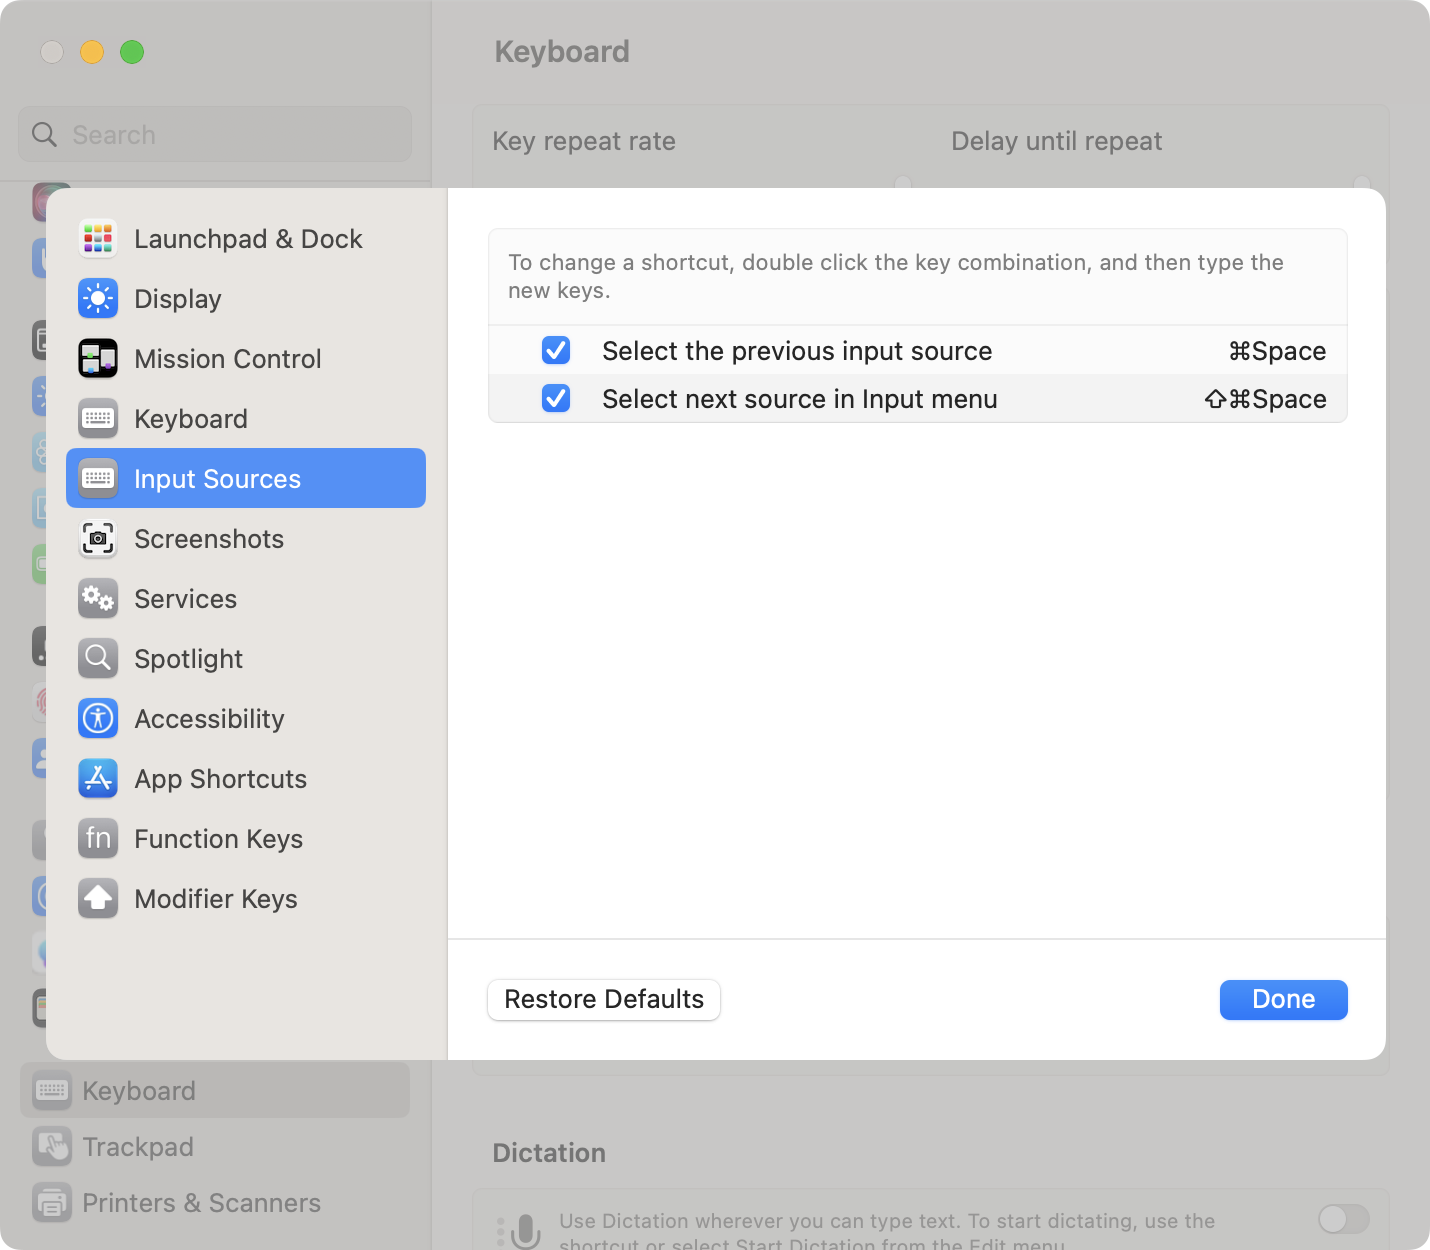 Keyboard
Search
Key repeat rate
Delay until repeat
Launchpad & Dock
Display
Mission Control
Keyboard
Input Sources
Screenshots
Services
Spotlight
Accessibility
App Shortcuts
fn Function Keys
Modifier Keys
To change a shortcut, double click the key combination, and then type the
new keys.
Select the previous input source ⌘Space
Select next source in Input menu ⇧⌘Space
Restore Defaults
Done
Keyboard
Trackpad
Printers & Scanners
Dictation
Use Dictation wherever you can type text. To start dictating, use the
shortcut or select Start Dictation from the Edit menu.